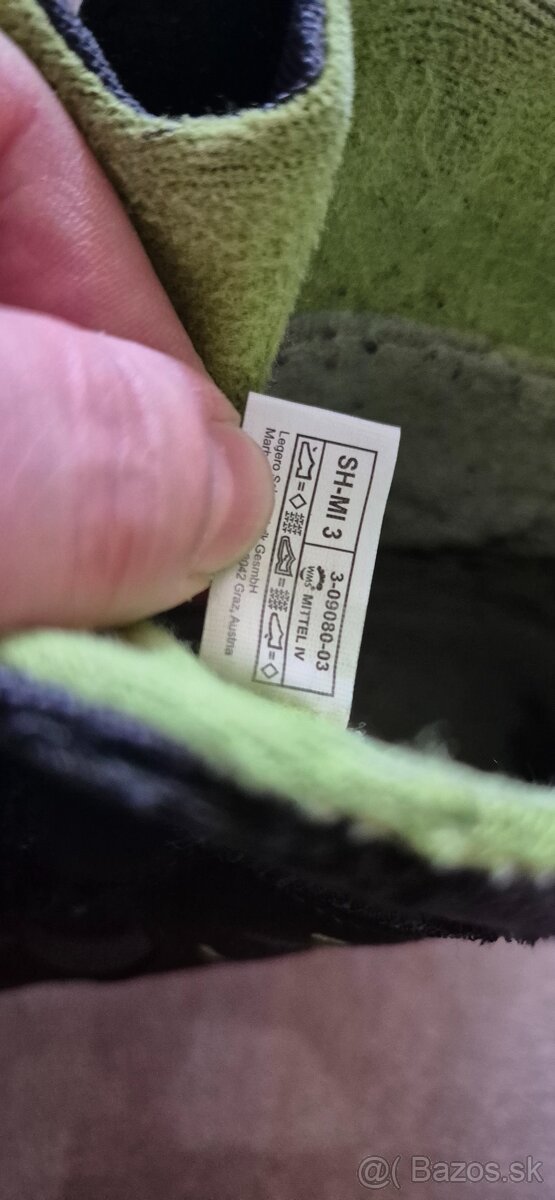 SH-MI 3
3-09080-03
WMS® MITTEL IV
= = =
Legero GesmbH
Graz, Austria
@( Bazos.sk